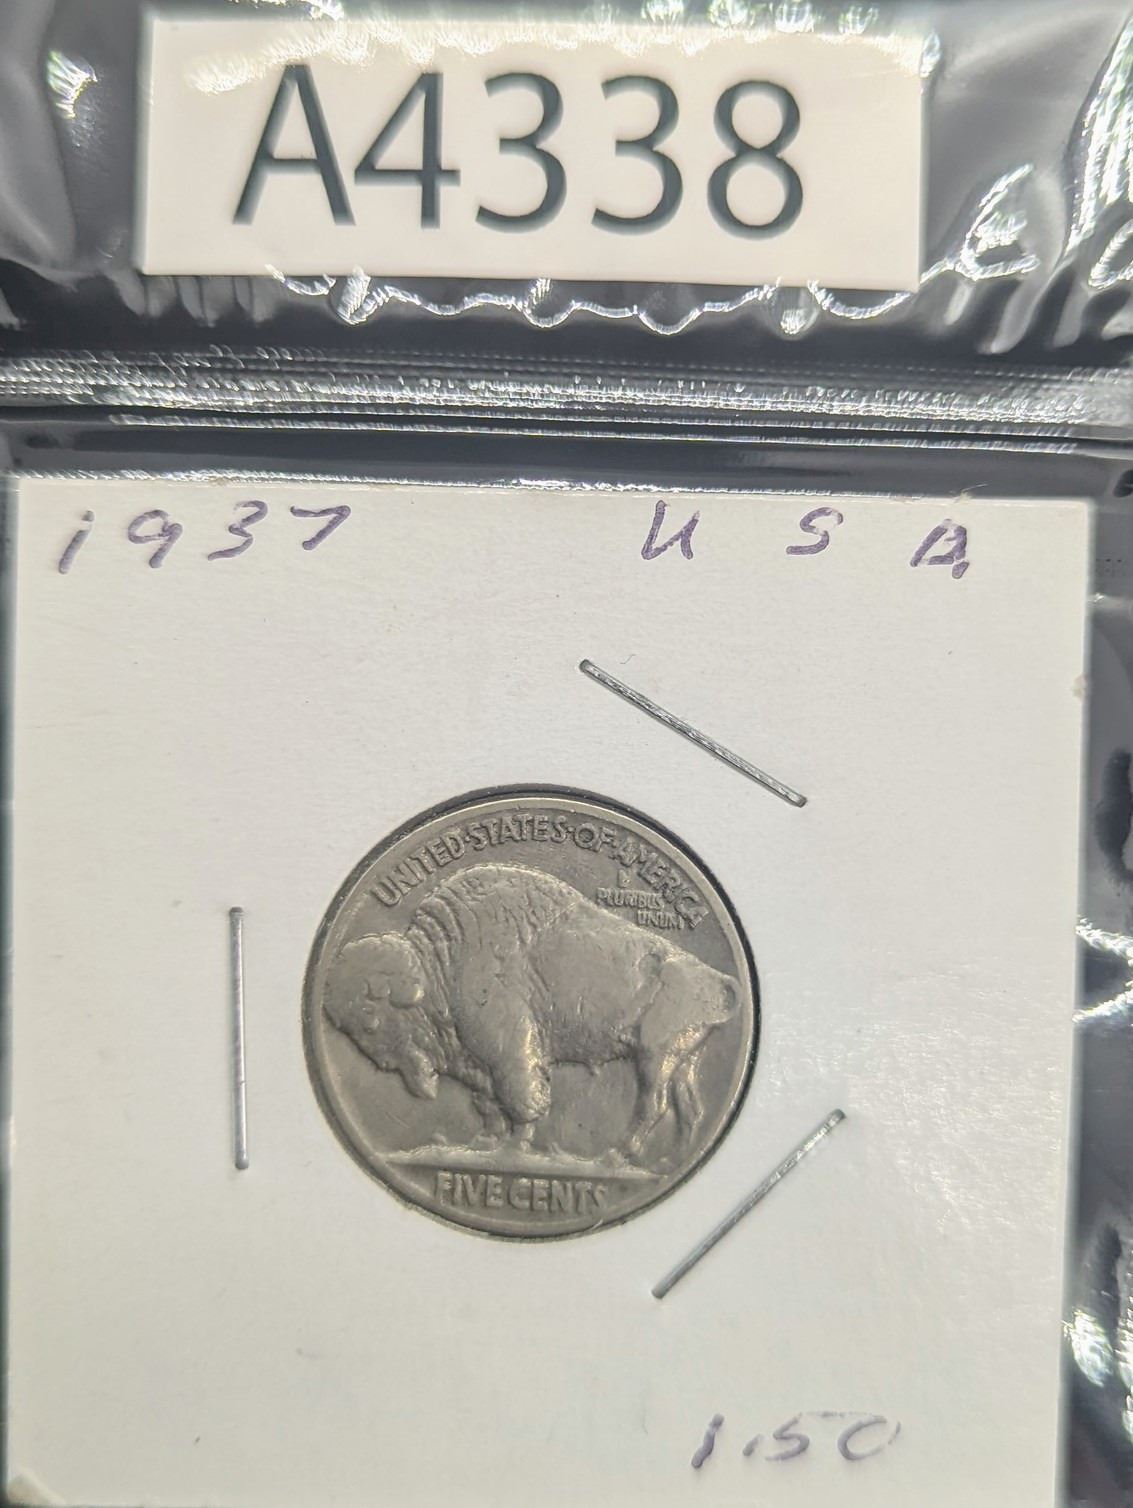 A4338
1937 USA
UNITED·STATES·OF·AMERICA
E
PLURIBUS
UNUM
FIVE CENTS
1.50